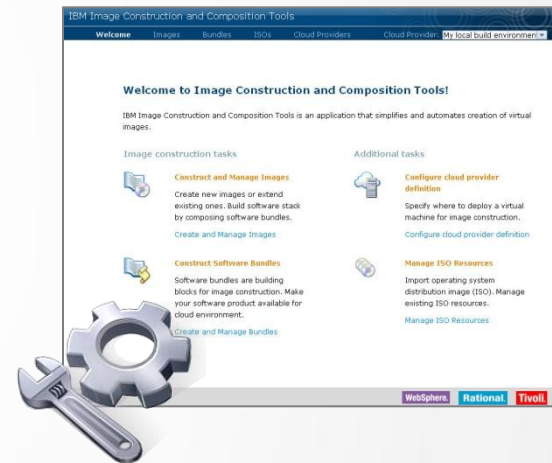 IBM Image Construction and Composition Tools
Welcome Images Bundles ISOs Cloud Providers Cloud Provider: My local build environmen
Welcome to Image Construction and Composition Tools!
IBM Image Construction and Composition Tools is an application that simplifies and automates creation of virtual
images.
Image construction tasks
Construct and Manage Images
Create new images or extend
existing ones. Build software stack
by composing software bundles.
Create and Manage Images
Construct Software Bundles
Software bundles are building
blocks for image construction. Make
your software product available for
cloud environment.
Create and Manage Bundles
Additional tasks
Configure cloud provider
definition
Specify where to deploy a virtual
machine for image construction.
Configure cloud provider definition
Manage ISO Resources
Import operating system
distribution image (ISO). Manage
existing ISO resources.
Manage ISO Resources
WebSphere. Rational. Tivoli.